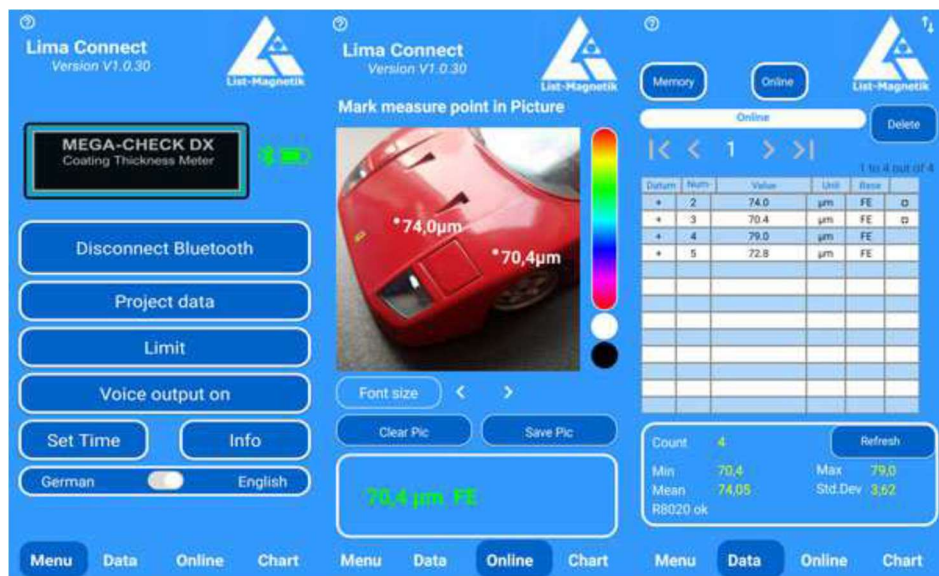 Lima Connect
Version V1.0.30
List-Magnetik
MEGA-CHECK DX
Coating Thickness Meter
Disconnect Bluetooth
Project data
Limit
Voice output on
Set Time
Info
German
English
Menu Data Online Chart
Lima Connect
Version V1.0.30
List-Magnetik
Mark measure point in Picture
74,0µm
70,4µm
Font size < >
Clear Pic
Save Pic
70,4 µm FE
Menu Data Online Chart
List-Magnetik
Memory
Online
Online
Delete
1
1 to 4 out of 4
Datum Num Value Unit Base
+ 2 74.0 µm FE
+ 3 70.4 µm FE
+ 4 79.0 µm FE
+ 5 72.8 µm FE
Count 4
Refresh
Min 70,4 Max 79,0
Mean 74,05 Std.Dev 3,62
R8020 ok
Menu Data Online Chart